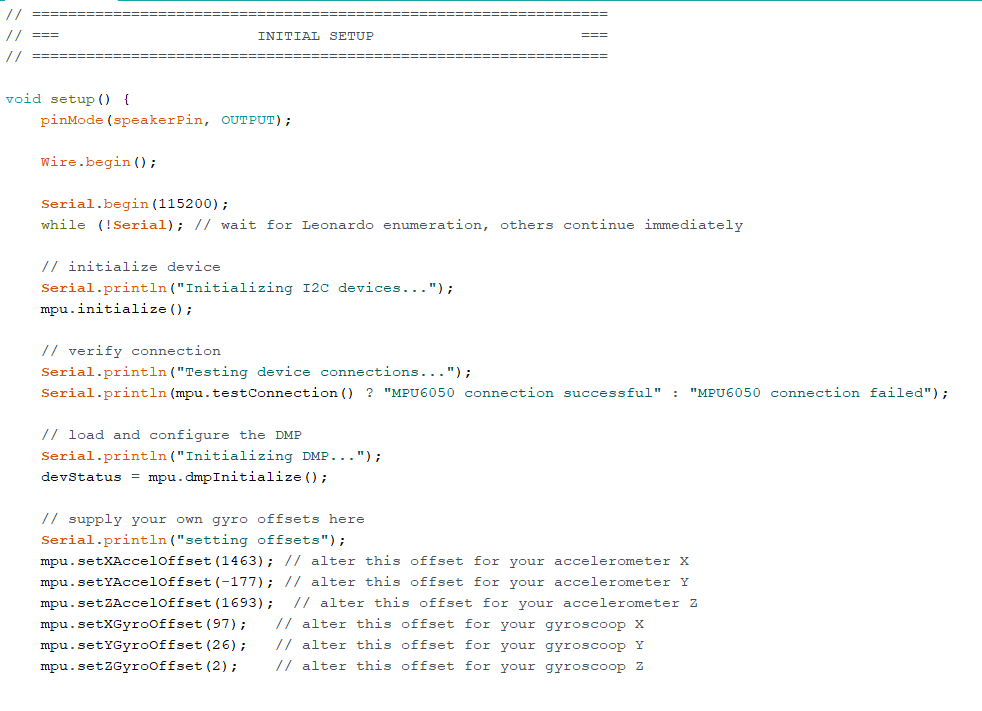 // ================================================================
// ===                      INITIAL SETUP                       ===
// ================================================================

void setup() {
    pinMode(speakerPin, OUTPUT);

    Wire.begin();

    Serial.begin(115200);
    while (!Serial); // wait for Leonardo enumeration, others continue immediately

    // initialize device
    Serial.println("Initializing I2C devices...");
    mpu.initialize();

    // verify connection
    Serial.println("Testing device connections...");
    Serial.println(mpu.testConnection() ? "MPU6050 connection successful" : "MPU6050 connection failed");

    // load and configure the DMP
    Serial.println("Initializing DMP...");
    devStatus = mpu.dmpInitialize();

    // supply your own gyro offsets here
    Serial.println("setting offsets");
    mpu.setXAccelOffset(1463); // alter this offset for your accelerometer X
    mpu.setYAccelOffset(-177); // alter this offset for your accelerometer Y
    mpu.setZAccelOffset(1693);  // alter this offset for your accelerometer Z
    mpu.setXGyroOffset(97);   // alter this offset for your gyroscoop X
    mpu.setYGyroOffset(26);   // alter this offset for your gyroscoop Y
    mpu.setZGyroOffset(2);    // alter this offset for your gyroscoop Z